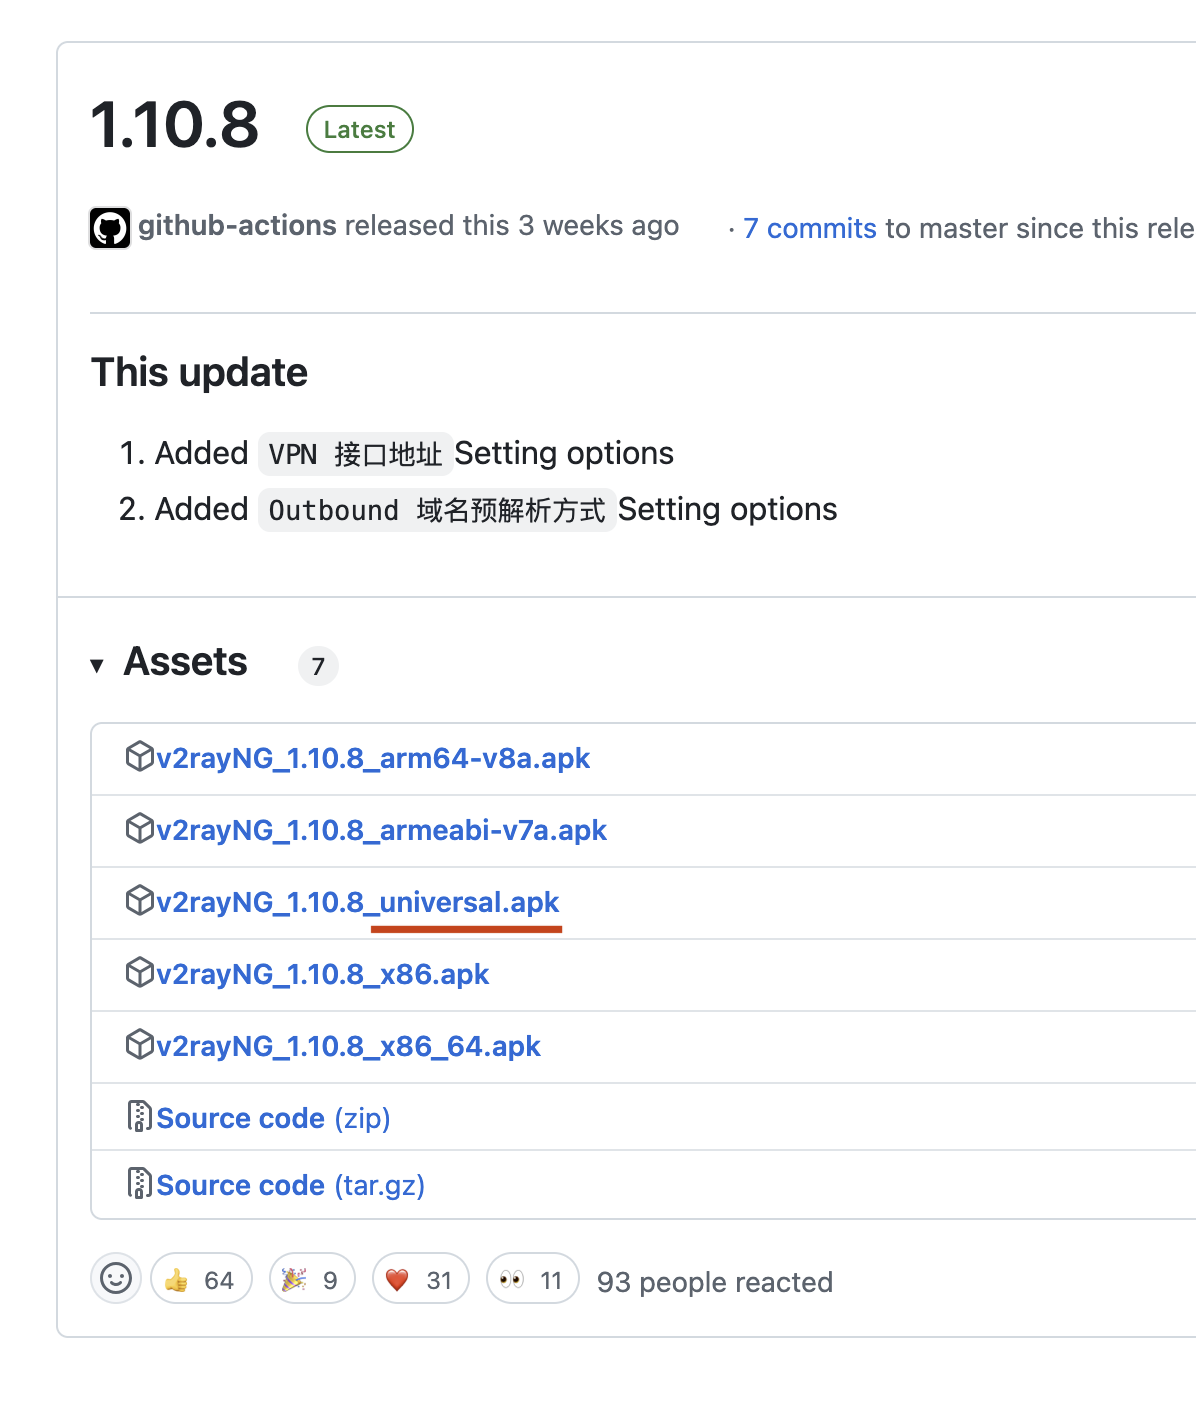 1.10.8 Latest
github-actions released this 3 weeks ago · 7 commits to master since this rele
This update
1. Added VPN 接口地址 Setting options
2. Added Outbound 域名预解析方式 Setting options
Assets 7
v2rayNG_1.10.8_arm64-v8a.apk
v2rayNG_1.10.8_armeabi-v7a.apk
v2rayNG_1.10.8_universal.apk
v2rayNG_1.10.8_x86.apk
v2rayNG_1.10.8_x86_64.apk
Source code (zip)
Source code (tar.gz)
👍 64 🎉 9 ❤️ 31 👀 11 93 people reacted